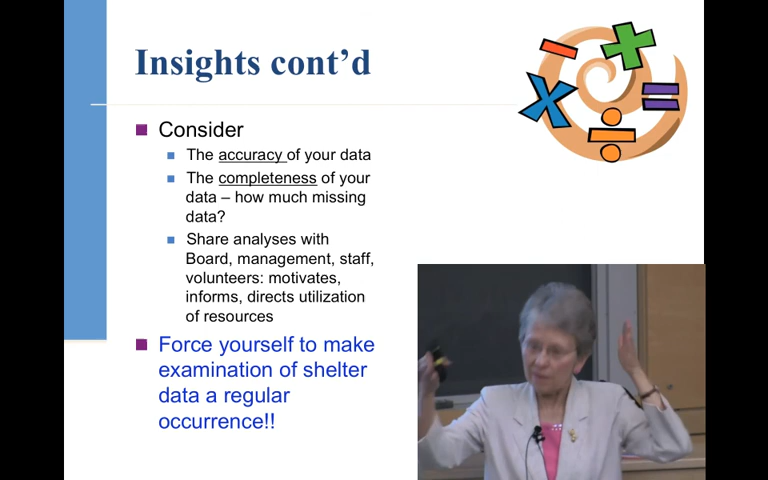 Insights cont’d
Consider
The accuracy of your data
The completeness of your
data – how much missing
data?
Share analyses with
Board, management, staff,
volunteers: motivates,
informs, directs utilization
of resources
Force yourself to make
examination of shelter
data a regular
occurrence!!